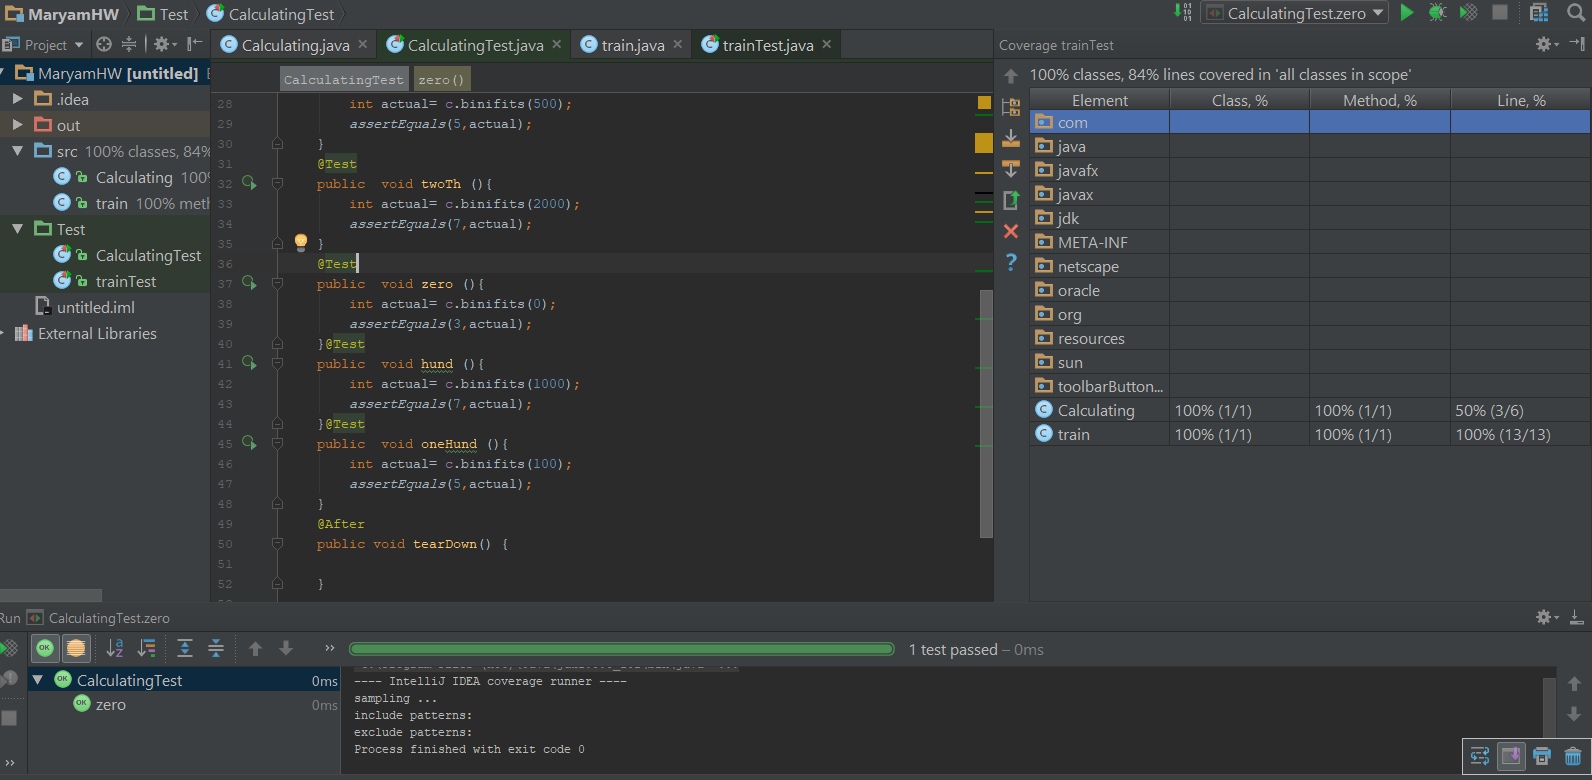 MaryamHW Test CalculatingTest
CalculatingTest.zero
Project
Calculating.java CalculatingTest.java train.java trainTest.java
Coverage trainTest
MaryamHW [untitled]
.idea
out
src 100% classes, 84%
Calculating 100%
train 100% met
Test
CalculatingTest
trainTest
untitled.iml
External Libraries
CalculatingTest zero()
28 int actual= c.binifits(500);
29 assertEquals(5,actual);
30 }
31 @Test
32 public void twoTh (){
33 int actual= c.binifits(2000);
34 assertEquals(7,actual);
35 }
36 @Test
37 public void zero (){
38 int actual= c.binifits(0);
39 assertEquals(3,actual);
40 }@Test
41 public void hund (){
42 int actual= c.binifits(1000);
43 assertEquals(7,actual);
44 }@Test
45 public void oneHund (){
46 int actual= c.binifits(100);
47 assertEquals(5,actual);
48 }
49 @After
50 public void tearDown() {
51
52 }
100% classes, 84% lines covered in 'all classes in scope'
Element Class, % Method, % Line, %
com
java
javafx
javax
jdk
META-INF
netscape
oracle
org
resources
sun
toolbarButton...
Calculating 100% (1/1) 100% (1/1) 50% (3/6)
train 100% (1/1) 100% (1/1) 100% (13/13)
Run CalculatingTest.zero
1 test passed – 0ms
CalculatingTest 0ms
zero 0ms
---- IntelliJ IDEA coverage runner ----
sampling ...
include patterns:
exclude patterns:
Process finished with exit code 0